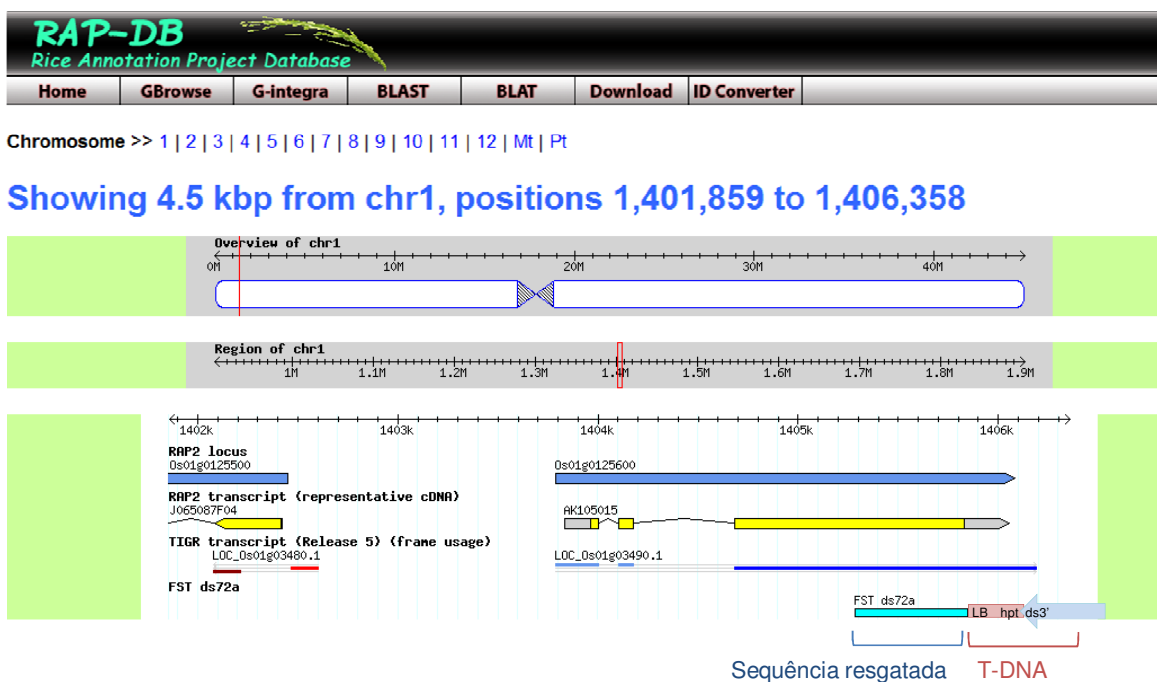 RAP-DB
Rice Annotation Project Database
Home GBrowse G-integra BLAST BLAT Download ID Converter
Chromosome >> 1 | 2 | 3 | 4 | 5 | 6 | 7 | 8 | 9 | 10 | 11 | 12 | Mt | Pt
Showing 4.5 kbp from chr1, positions 1,401,859 to 1,406,358
Overview of chr1
0M 10M 20M 30M 40M
Region of chr1
1M 1.1M 1.2M 1.3M 1.4M 1.5M 1.6M 1.7M 1.8M 1.9M
1402k 1403k 1404k 1405k 1406k
RAP2 locus
Os01g0125500 Os01g0125600
RAP2 transcript (representative cDNA)
J065087F04 AK105015
TIGR transcript (Release 5) (frame usage)
LOC_Os01g03480.1 LOC_Os01g03490.1
FST ds72a
FST ds72a
LB hpt ds3'
Sequência resgatada T-DNA